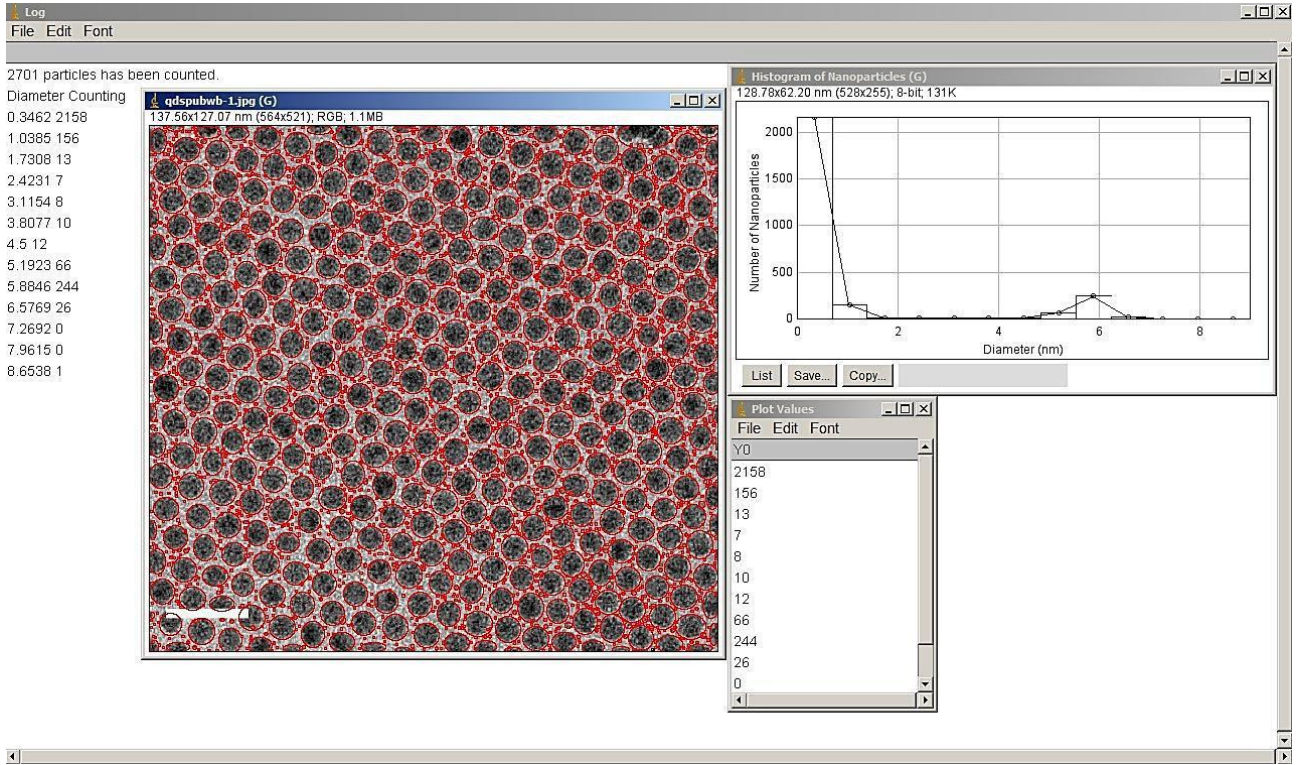 Log
File Edit Font
2701 particles has been counted.
Diameter Counting
0.3462 2158
1.0385 156
1.7308 13
2.4231 7
3.1154 8
3.8077 10
4.5 12
5.1923 66
5.8846 244
6.5769 26
7.2692 0
7.9615 0
8.6538 1
qdspubwb-1.jpg (G)
137.56x127.07 nm (564x521); RGB; 1.1MB
Histogram of Nanoparticles (G)
128.78x62.20 nm (528x255); 8-bit; 131K
2000
1500
1000
500
0
Number of Nanoparticles
0 2 4 6 8
Diameter (nm)
List Save... Copy...
Plot Values
File Edit Font
Y0
2158
156
13
7
8
10
12
66
244
26
0